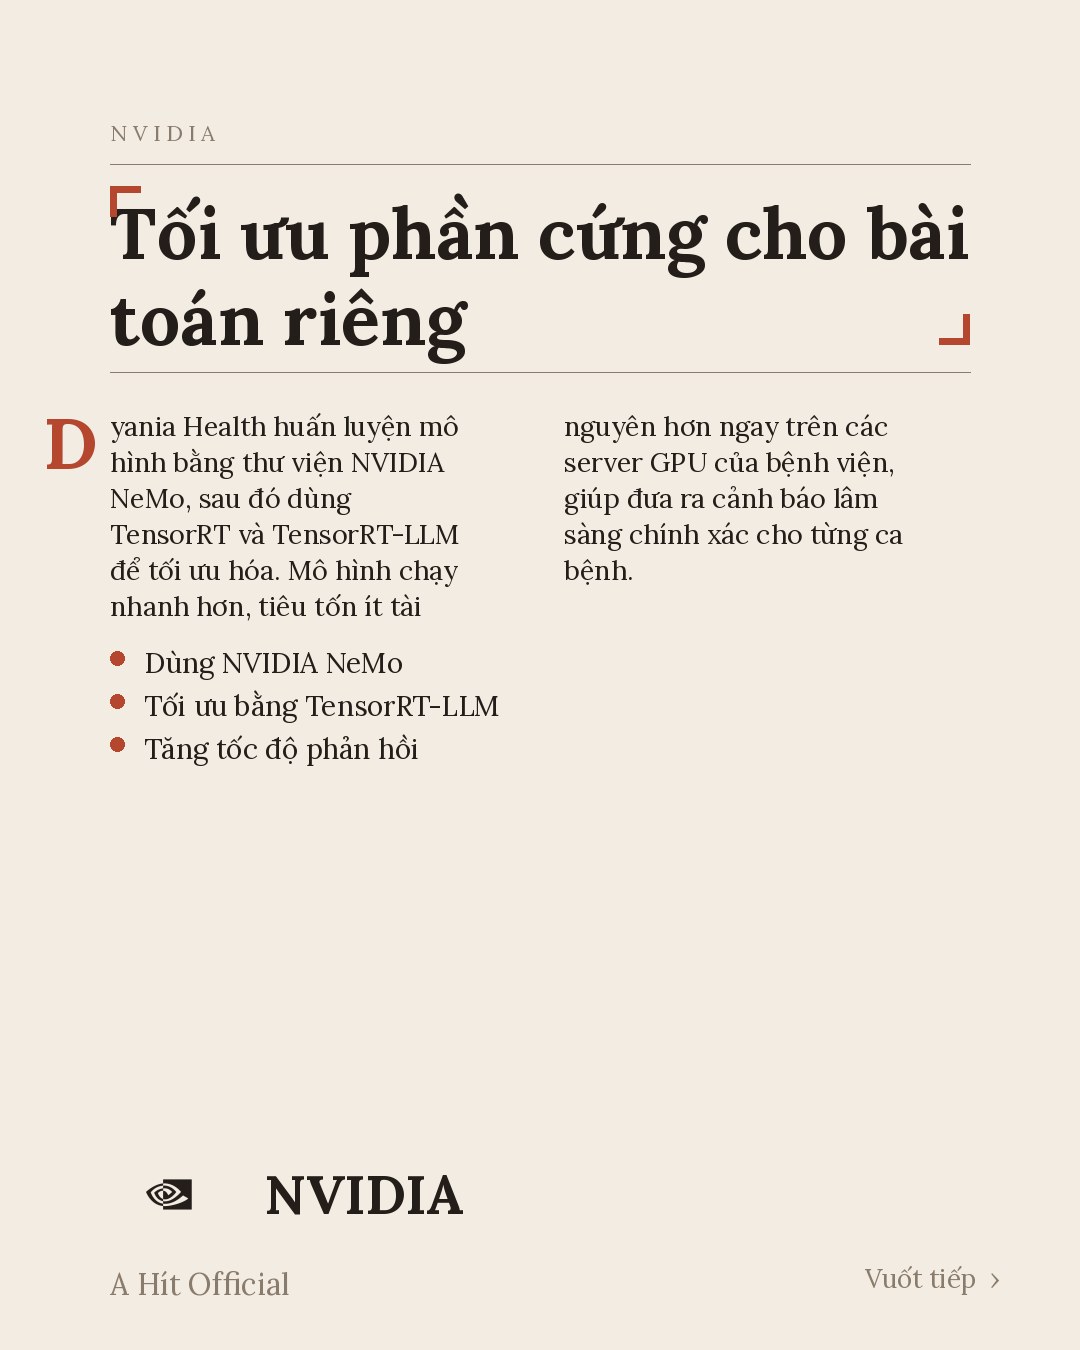 NVIDIA
Tối ưu phần cứng cho bài
toán riêng
Dyania Health huấn luyện mô
hình bằng thư viện NVIDIA
NeMo, sau đó dùng
TensorRT và TensorRT-LLM
để tối ưu hóa. Mô hình chạy
nhanh hơn, tiêu tốn ít tài
nguyên hơn ngay trên các
server GPU của bệnh viện,
giúp đưa ra cảnh báo lâm
sàng chính xác cho từng ca
bệnh.
Dùng NVIDIA NeMo
Tối ưu bằng TensorRT-LLM
Tăng tốc độ phản hồi
NVIDIA
A Hít Official
Vuốt tiếp ›